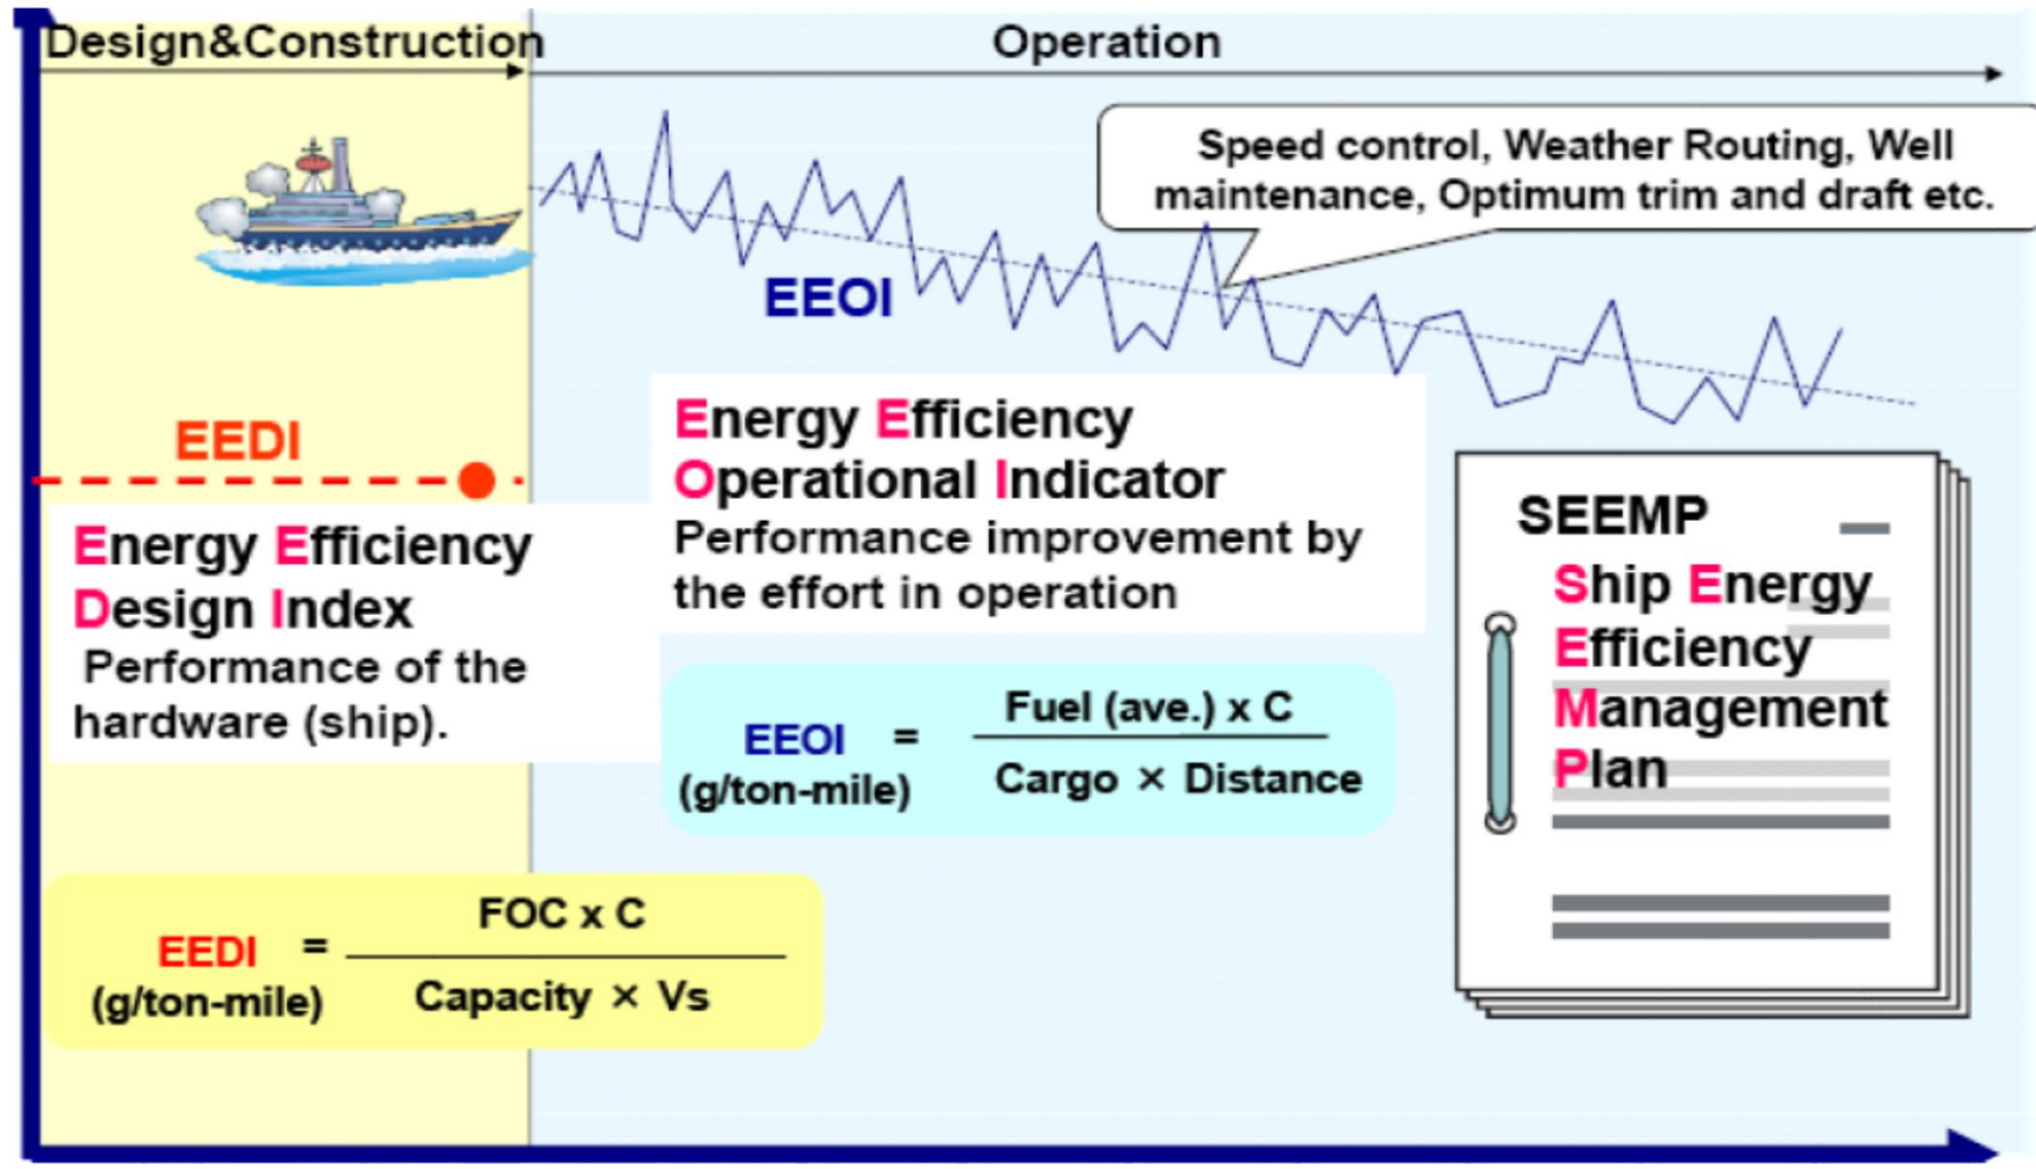 Design&Construction
Operation
Speed control, Weather Routing, Well
maintenance, Optimum trim and draft etc.
EEOI
EEDI
Energy Efficiency
Design Index
Performance of the
hardware (ship).
Energy Efficiency
Operational Indicator
Performance improvement by
the effort in operation
EEOI = Fuel (ave.) x C
(g/ton-mile) Cargo × Distance
EEDI = FOC x C
(g/ton-mile) Capacity × Vs
SEEMP
Ship Energy
Efficiency
Management
Plan